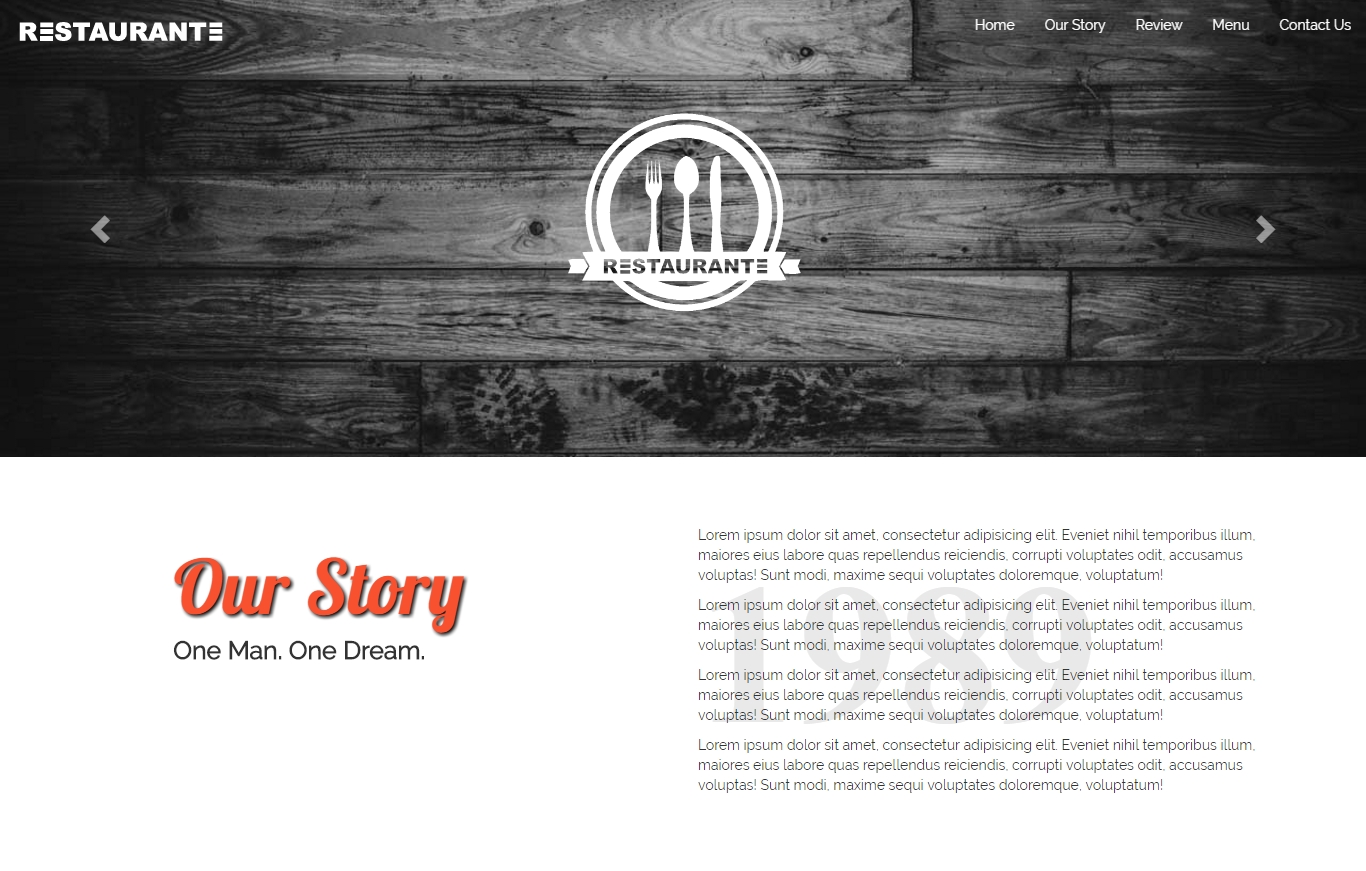 RESTAURANTE
Home Our Story Review Menu Contact Us
RESTAURANTE
Our Story
One Man. One Dream.
1989
Lorem ipsum dolor sit amet, consectetur adipisicing elit. Eveniet nihil temporibus illum,
maiores eius labore quas repellendus reiciendis, corrupti voluptates odit, accusamus
voluptas! Sunt modi, maxime sequi voluptates doloremque, voluptatum!
Lorem ipsum dolor sit amet, consectetur adipisicing elit. Eveniet nihil temporibus illum,
maiores eius labore quas repellendus reiciendis, corrupti voluptates odit, accusamus
voluptas! Sunt modi, maxime sequi voluptates doloremque, voluptatum!
Lorem ipsum dolor sit amet, consectetur adipisicing elit. Eveniet nihil temporibus illum,
maiores eius labore quas repellendus reiciendis, corrupti voluptates odit, accusamus
voluptas! Sunt modi, maxime sequi voluptates doloremque, voluptatum!
Lorem ipsum dolor sit amet, consectetur adipisicing elit. Eveniet nihil temporibus illum,
maiores eius labore quas repellendus reiciendis, corrupti voluptates odit, accusamus
voluptas! Sunt modi, maxime sequi voluptates doloremque, voluptatum!